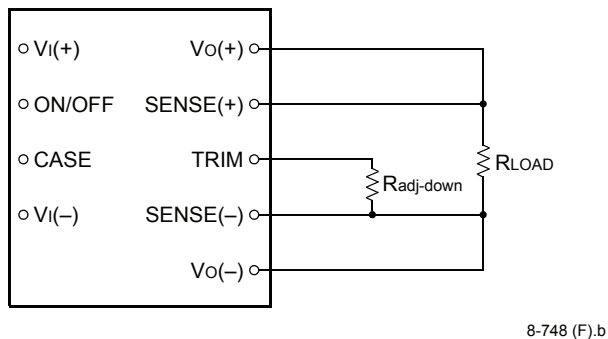 VI(+) VO(+)
ON/OFF SENSE(+)
CASE TRIM
RLOAD
Radj-down
VI(–) SENSE(–)
VO(–)
8-748 (F).b